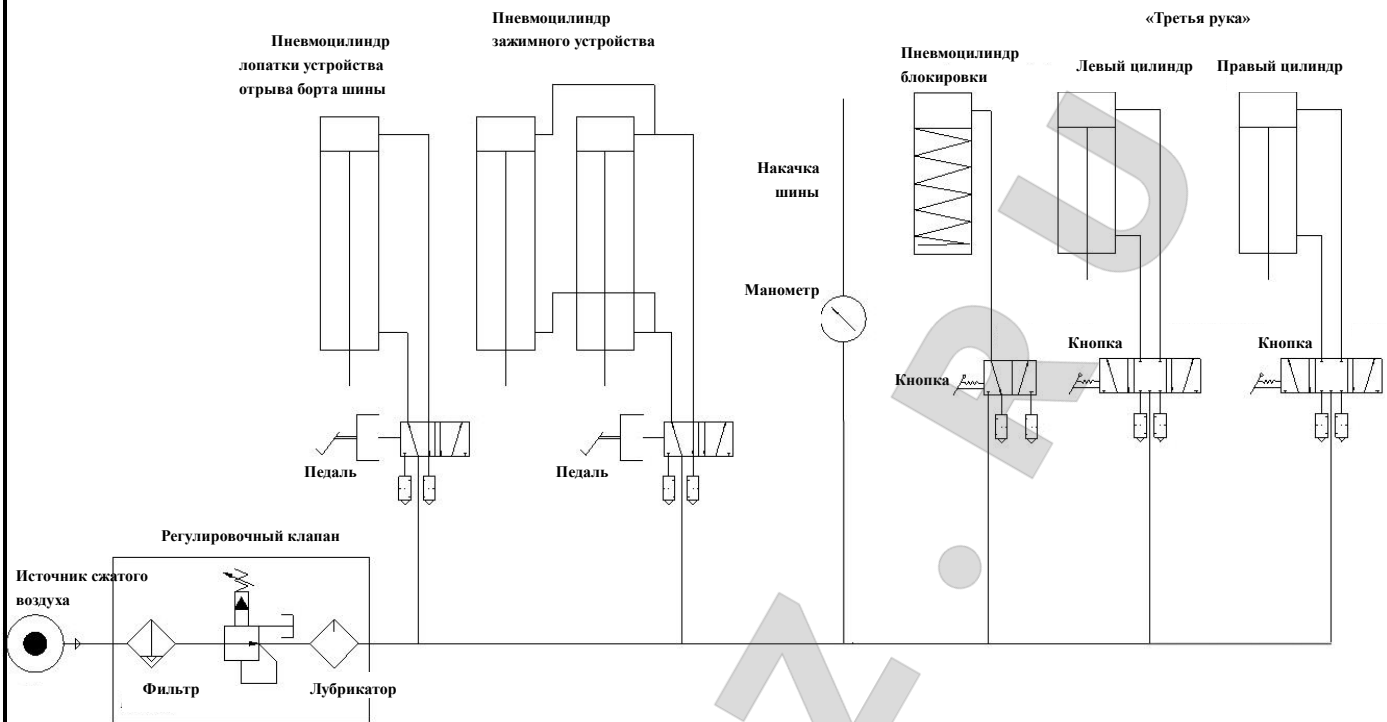 Пневмоцилиндр
лопатки устройства
отрыва борта шины
Пневмоцилиндр
зажимного устройства
«Третья рука»
Пневмоцилиндр
блокировки
Левый цилиндр
Правый цилиндр
Накачка
шины
Манометр
Кнопка
Кнопка
Кнопка
Педаль
Педаль
Регулировочный клапан
Источник сжатого
воздуха
Фильтр
Лубрикатор
Z . R U